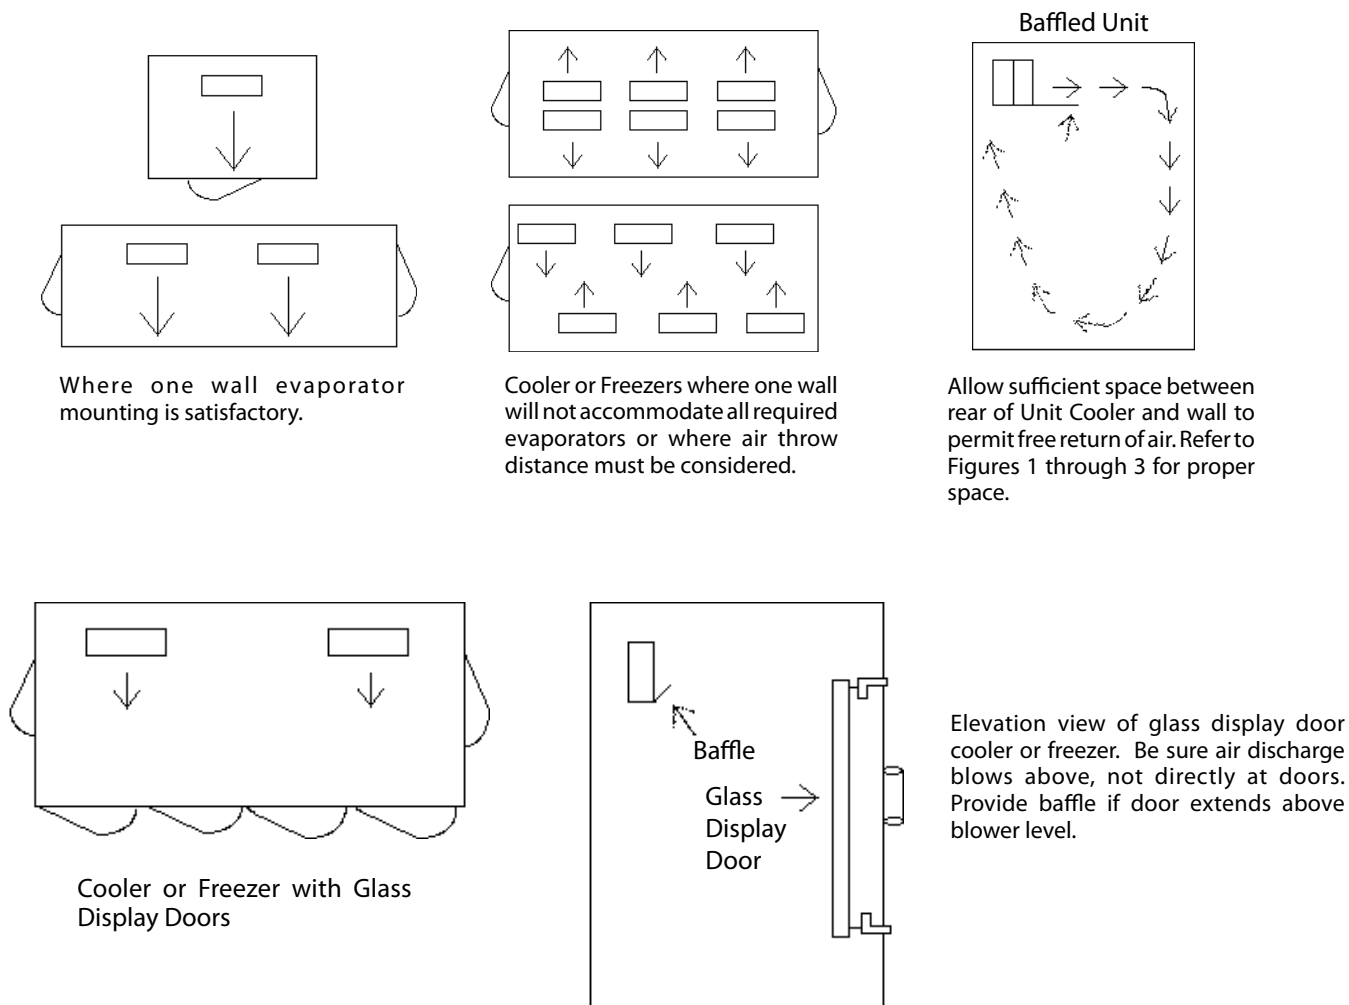 Baffled Unit
Where one wall evaporator
mounting is satisfactory.
Cooler or Freezers where one wall
will not accommodate all required
evaporators or where air throw
distance must be considered.
Allow sufficient space between
rear of Unit Cooler and wall to
permit free return of air. Refer to
Figures 1 through 3 for proper
space.
Cooler or Freezer with Glass
Display Doors
Baffle
Glass
Display
Door
Elevation view of glass display door
cooler or freezer. Be sure air discharge
blows above, not directly at doors.
Provide baffle if door extends above
blower level.